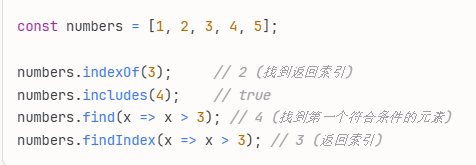 const numbers = [1, 2, 3, 4, 5];
numbers.indexOf(3);     // 2 (找到返回索引)
numbers.includes(4);    // true
numbers.find(x => x > 3); // 4 (找到第一个符合条件的元素)
numbers.findIndex(x => x > 3); // 3 (返回索引)